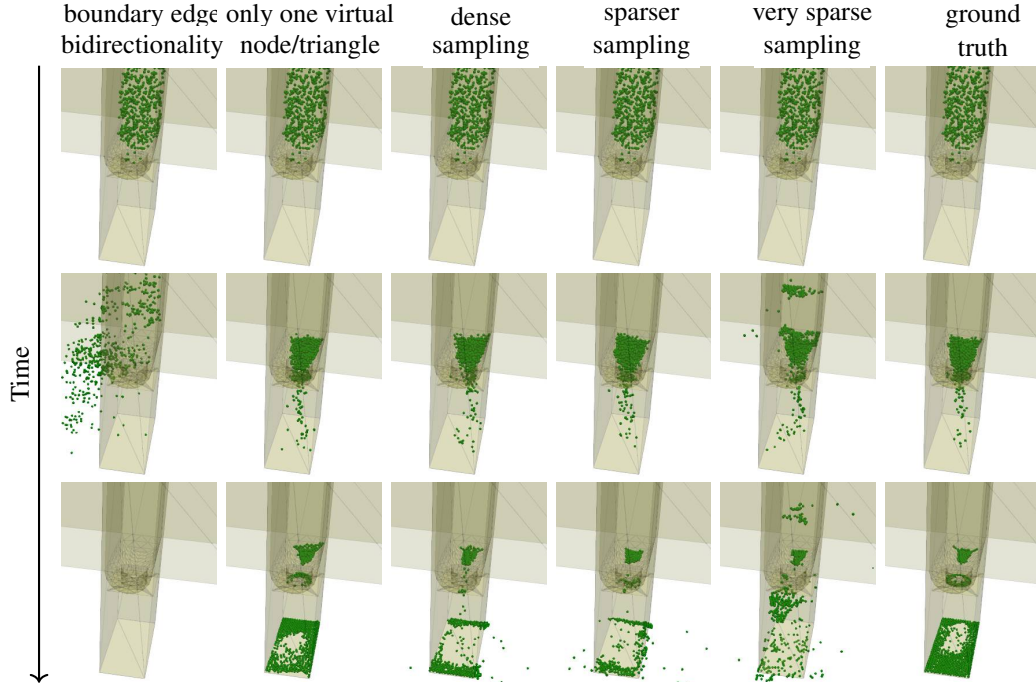 boundary edge
bidirectionality
only one virtual
node/triangle
dense
sampling
sparser
sampling
very sparse
sampling
ground
truth
Time